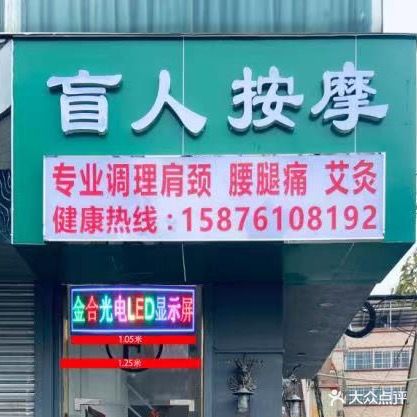 盲人按摩
专业调理肩颈 腰腿痛 艾灸
健康热线：15876108192
金合光电LED显示屏
1.05米
1.25米
大众点评